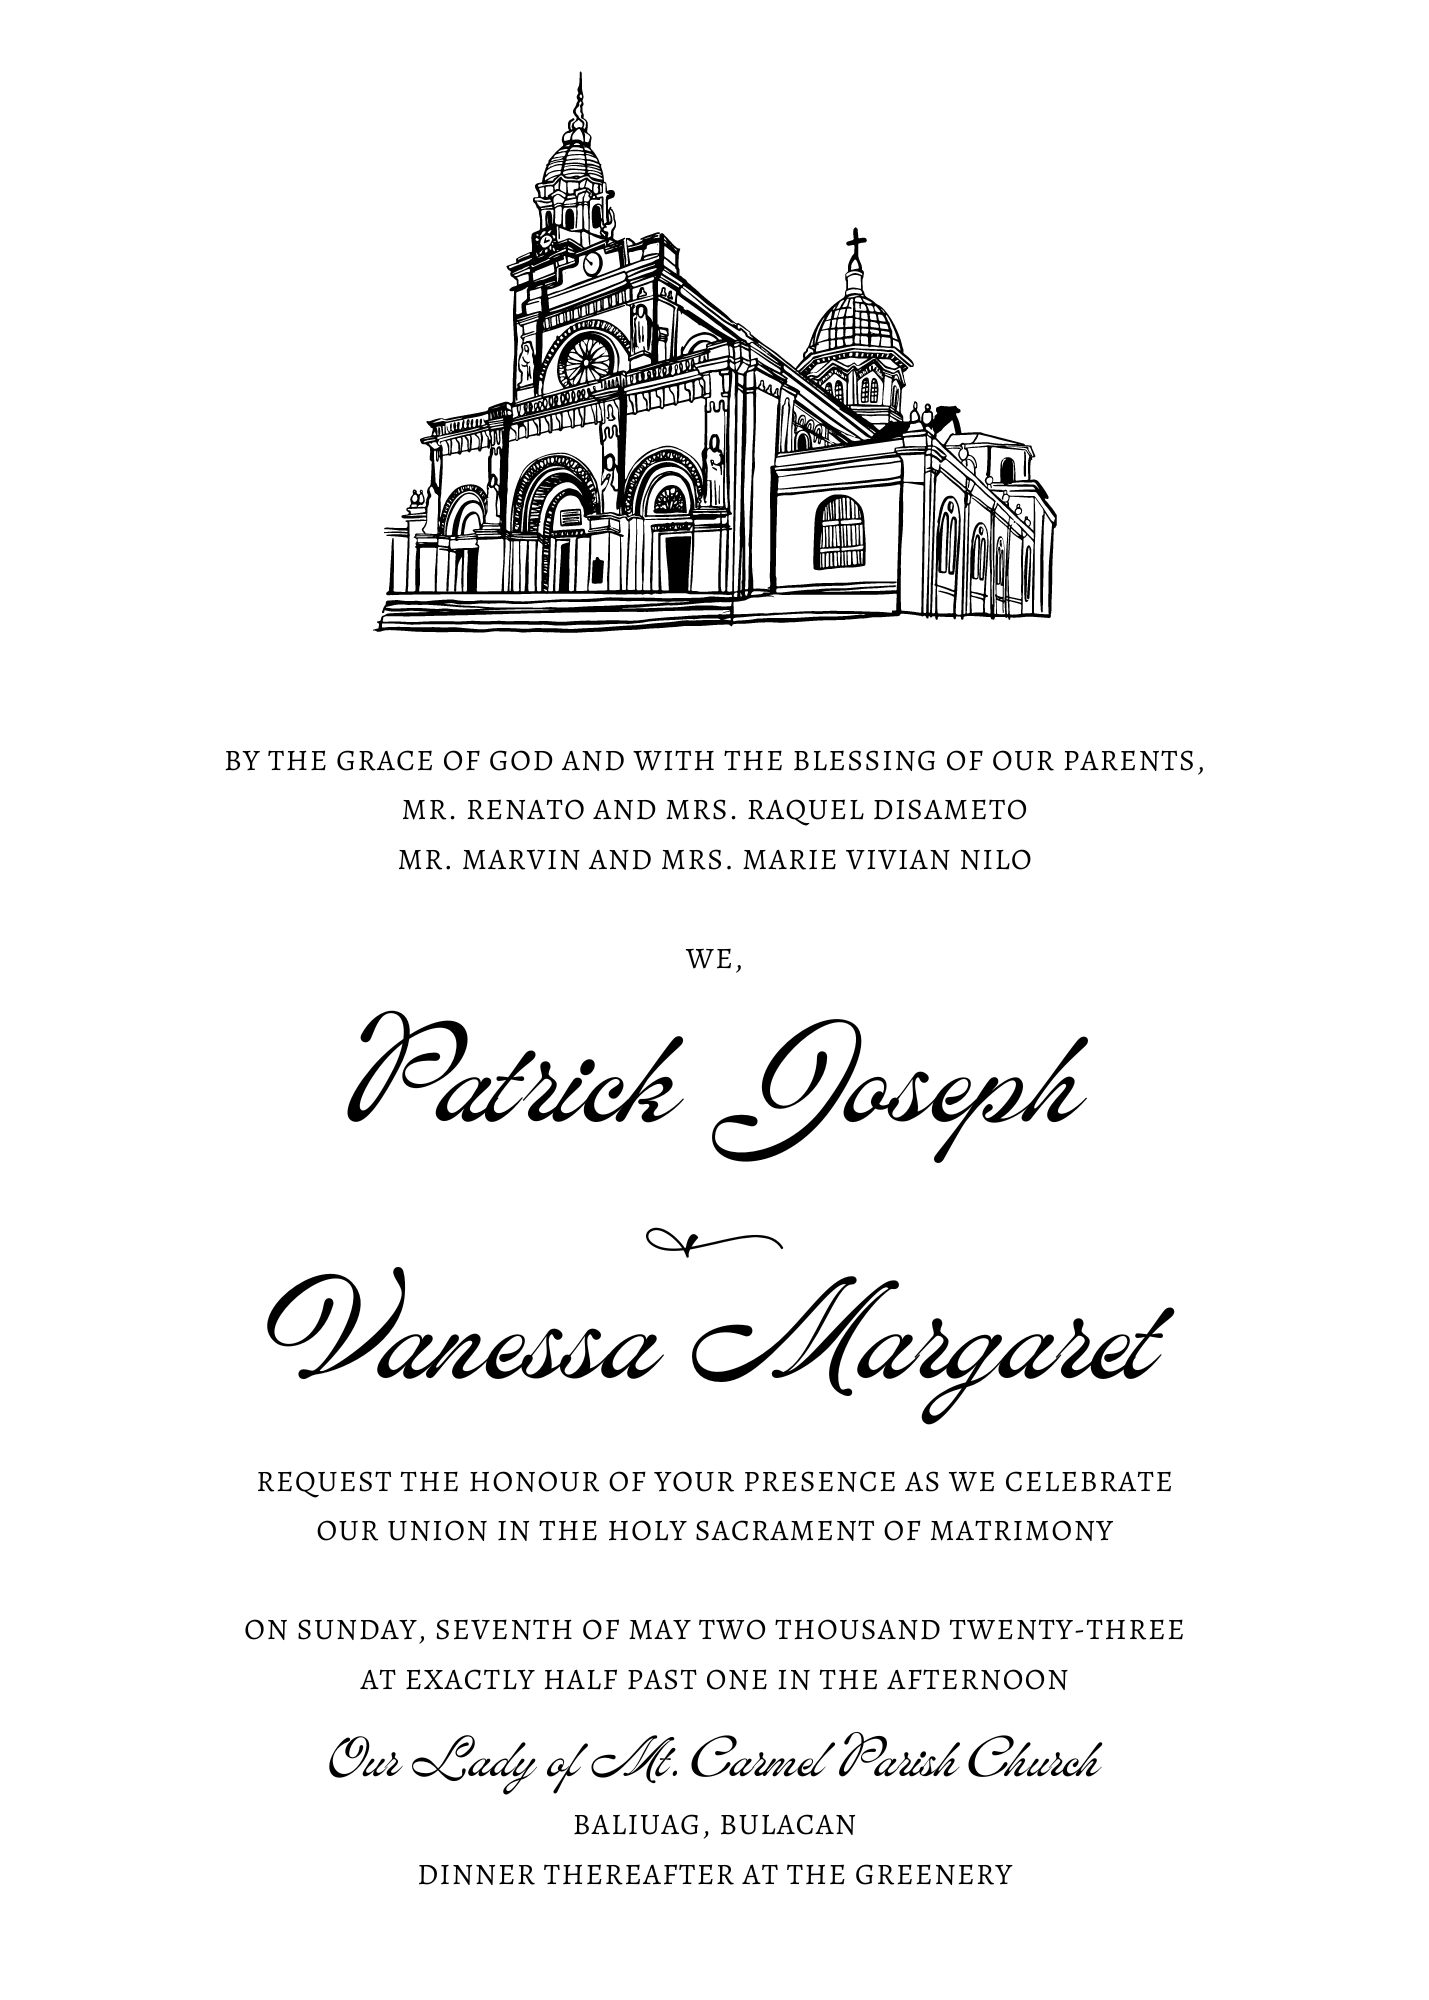 BY THE GRACE OF GOD AND WITH THE BLESSING OF OUR PARENTS,
MR. RENATO AND MRS. RAQUEL DISAMETO
MR. MARVIN AND MRS. MARIE VIVIAN NILO
WE,
Patrick Joseph
Vanessa Margaret
REQUEST THE HONOUR OF YOUR PRESENCE AS WE CELEBRATE
OUR UNION IN THE HOLY SACRAMENT OF MATRIMONY
ON SUNDAY, SEVENTH OF MAY TWO THOUSAND TWENTY-THREE
AT EXACTLY HALF PAST ONE IN THE AFTERNOON
Our Lady of Mt. Carmel Parish Church
BALIUAG, BULACAN
DINNER THEREAFTER AT THE GREENERY